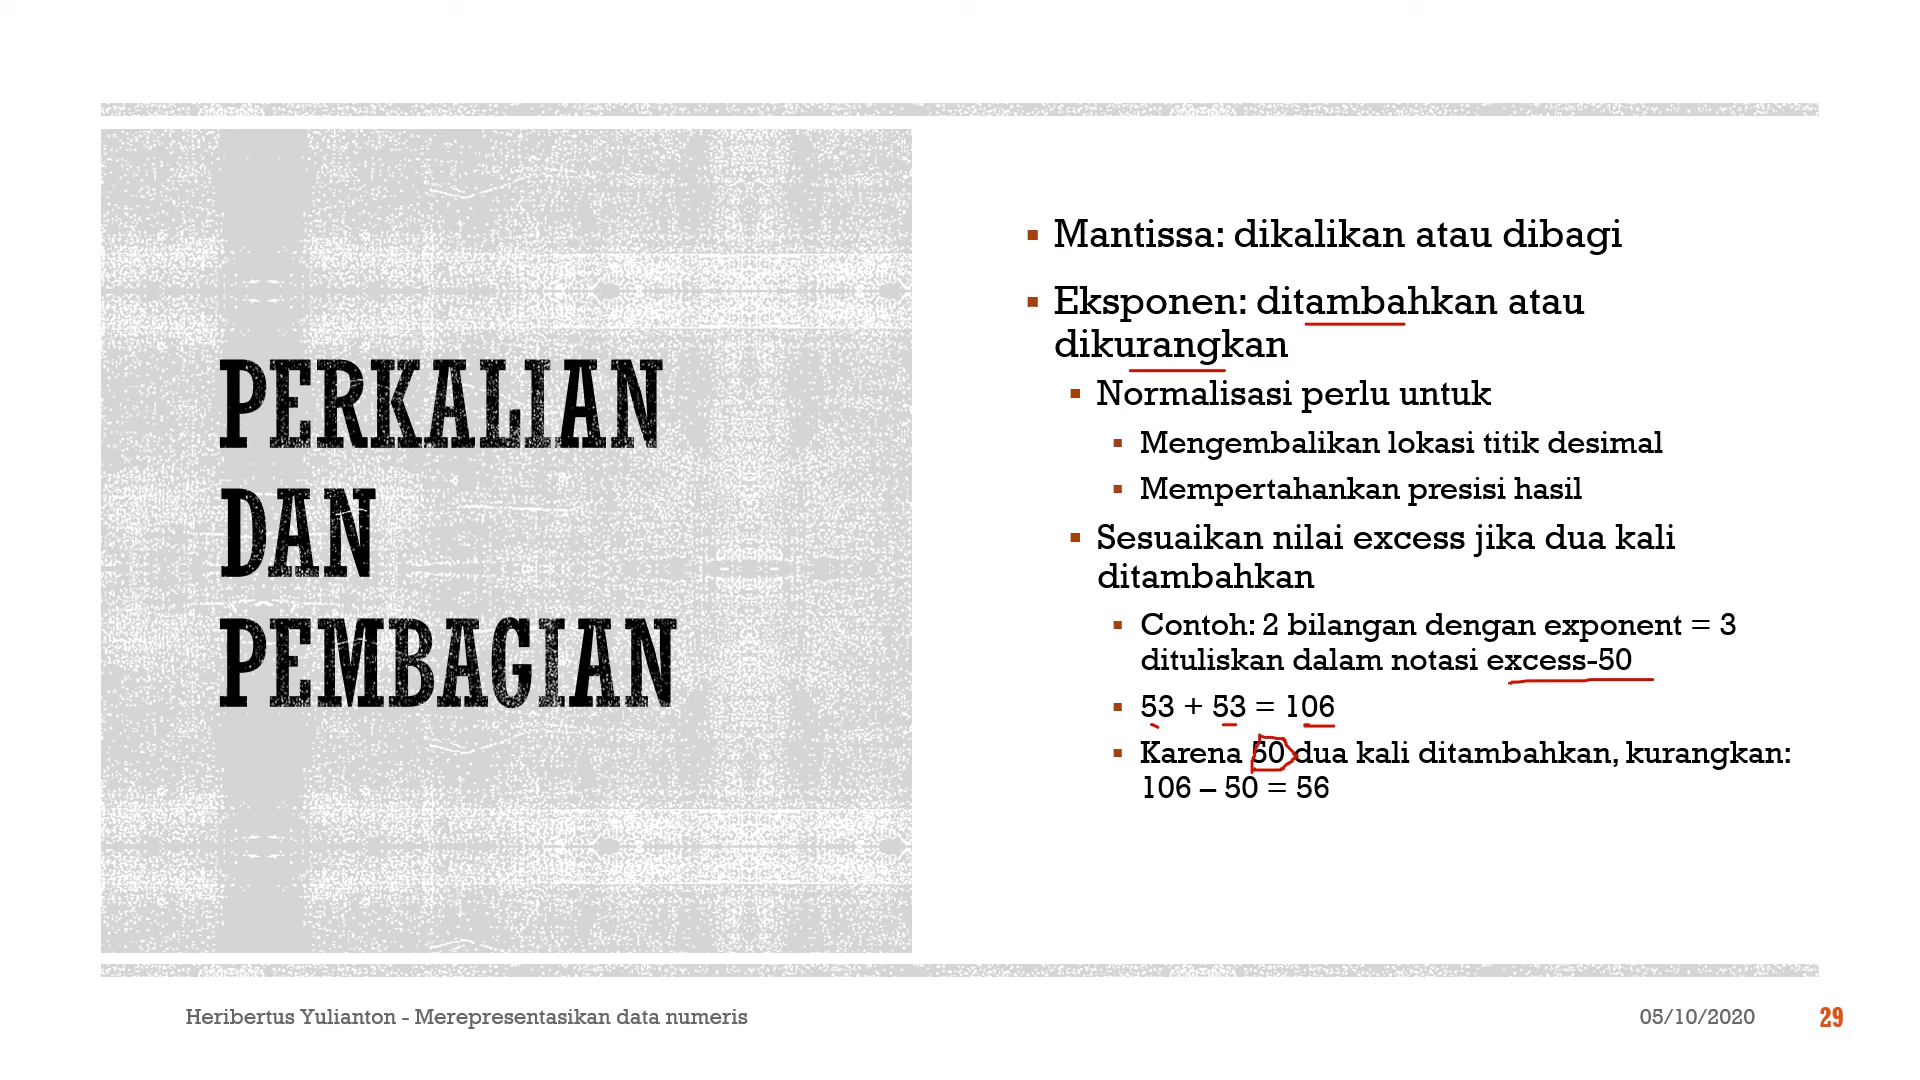 PERKALIAN
DAN
PEMBAGIAN
Mantissa: dikalikan atau dibagi
Eksponen: ditambahkan atau
dikurangkan
Normalisasi perlu untuk
Mengembalikan lokasi titik desimal
Mempertahankan presisi hasil
Sesuaikan nilai excess jika dua kali
ditambahkan
Contoh: 2 bilangan dengan exponent = 3
dituliskan dalam notasi excess-50
53 + 53 = 106
Karena 50 dua kali ditambahkan, kurangkan:
106 – 50 = 56
Heribertus Yulianton - Merepresentasikan data numeris
05/10/2020
29